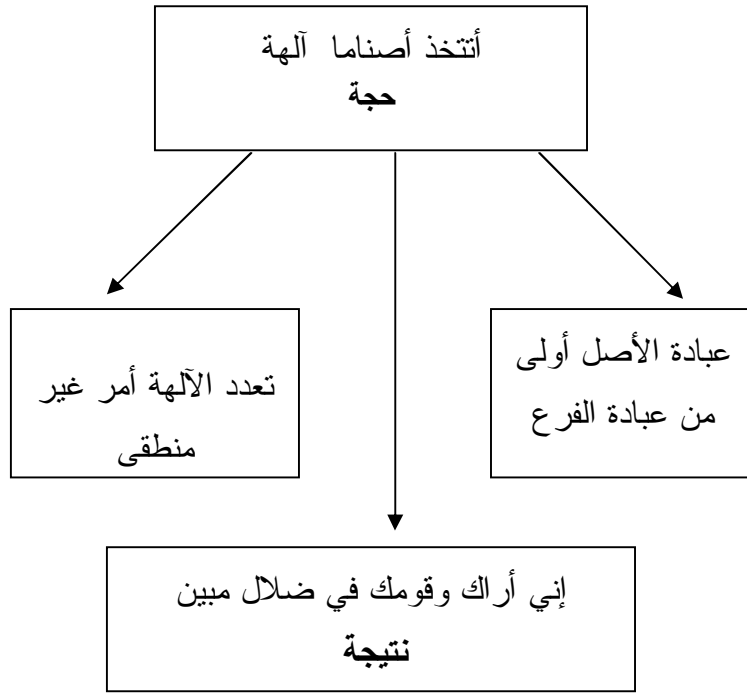 أتتخذ أصناما آلهة
حجة
عبادة الأصل أولى
من عبادة الفرع
تعدد الآلهة أمر غير
منطقى
إني أراك وقومك في ضلال مبين
نتيجة